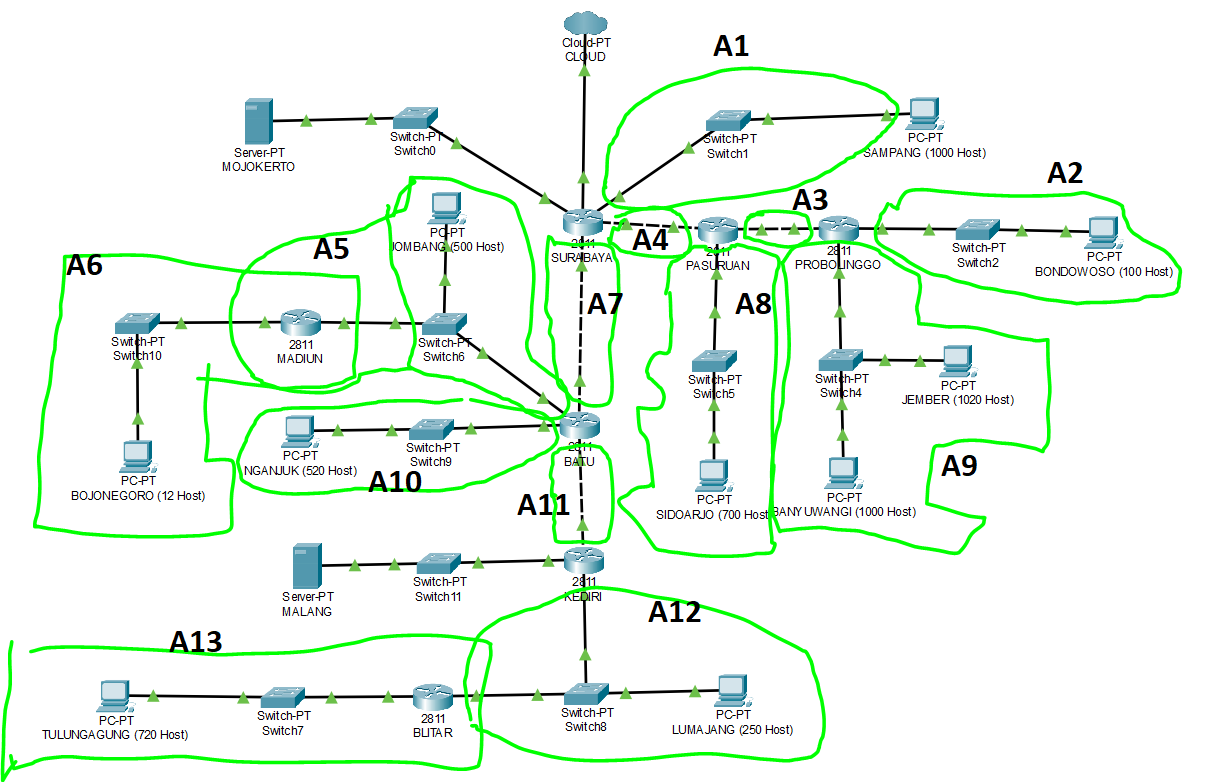 Cloud-PT
CLOUD
A1
Server-PT
MOJOKERTO
Switch-PT
Switch0
Switch-PT
Switch1
PC-PT
SAMPANG (1000 Host)
A2
A3
A4
2811
SURABAYA
2811
PASURUAN
2811
PROBOLINGGO
Switch-PT
Switch2
PC-PT
BONDOWOSO (100 Host)
PC-PT
JOMBANG (500 Host)
A5
A6
A7
A8
Switch-PT
Switch10
2811
MADIUN
Switch-PT
Switch6
Switch-PT
Switch5
Switch-PT
Switch4
PC-PT
JEMBER (1020 Host)
PC-PT
NGANJUK (520 Host)
Switch-PT
Switch9
2811
BATU
PC-PT
BOJONEGORO (12 Host)
A10
A11
A9
PC-PT
SIDOARJO (700 Host)
PC-PT
BANYUWANGI (1000 Host)
Server-PT
MALANG
Switch-PT
Switch11
2811
KEDIRI
A12
A13
PC-PT
TULUNGAGUNG (720 Host)
Switch-PT
Switch7
2811
BLITAR
Switch-PT
Switch8
PC-PT
LUMAJANG (250 Host)